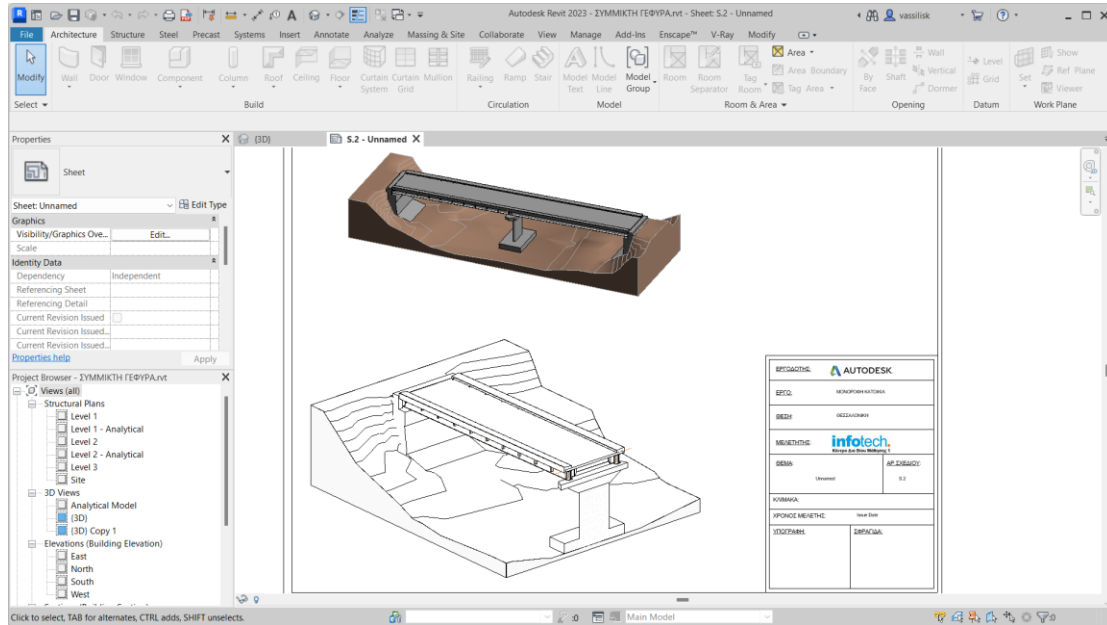 Autodesk Revit 2023 - ΣΥΜΜΙΚΤΗ ΓΕΦΥΡΑ.rvt - Sheet: S.2 - Unnamed
vassilisk
File Architecture Structure Steel Precast Systems Insert Annotate Analyze Massing & Site Collaborate View Manage Add-Ins Enscape™ V-Ray Modify
Modify
Wall Door Window Component Column Roof Ceiling Floor Curtain System Curtain Grid Mullion
Railing Ramp Stair
Model Text Model Line Model Group
Room Room Separator Tag Room
Area
Area Boundary
Tag Area
By Face Shaft
Wall
Vertical
Dormer
Level
Grid
Set
Show
Ref Plane
Viewer
Select Build Circulation Model Room & Area Opening Datum Work Plane
Properties
{3D}
S.2 - Unnamed
Sheet
Sheet: Unnamed
Edit Type
Graphics
Visibility/Graphics Ove... Edit...
Scale
Identity Data
Dependency Independent
Referencing Sheet
Referencing Detail
Current Revision Issued
Current Revision Issued...
Current Revision Issued...
Properties help
Apply
Project Browser - ΣΥΜΜΙΚΤΗ ΓΕΦΥΡΑ.rvt
Views (all)
Structural Plans
Level 1
Level 1 - Analytical
Level 2
Level 2 - Analytical
Level 3
Site
3D Views
Analytical Model
{3D}
{3D} Copy 1
Elevations (Building Elevation)
East
North
South
West
ΕΡΓΟΔΟΤΗΣ: AUTODESK
ΕΡΓΟ: ΜΟΝΟΡΟΦΗ ΚΑΤΟΙΚΙΑ
ΘΕΣΗ: ΘΕΣΣΑΛΟΝΙΚΗ
ΜΕΛΕΤΗΤΗΣ: infotech.
Κέντρο Δια Βίου Μάθησης 1
ΘΕΜΑ: ΑΡ.ΣΧΕΔΙΟΥ:
Unnamed S.2
ΚΛΙΜΑΚΑ:
ΧΡΟΝΟΣ ΜΕΛΕΤΗΣ: Issue Date
ΥΠΟΓΡΑΦΗ: ΣΦΡΑΓΙΔΑ:
Click to select, TAB for alternates, CTRL adds, SHIFT unselects.
:0
Main Model
:0